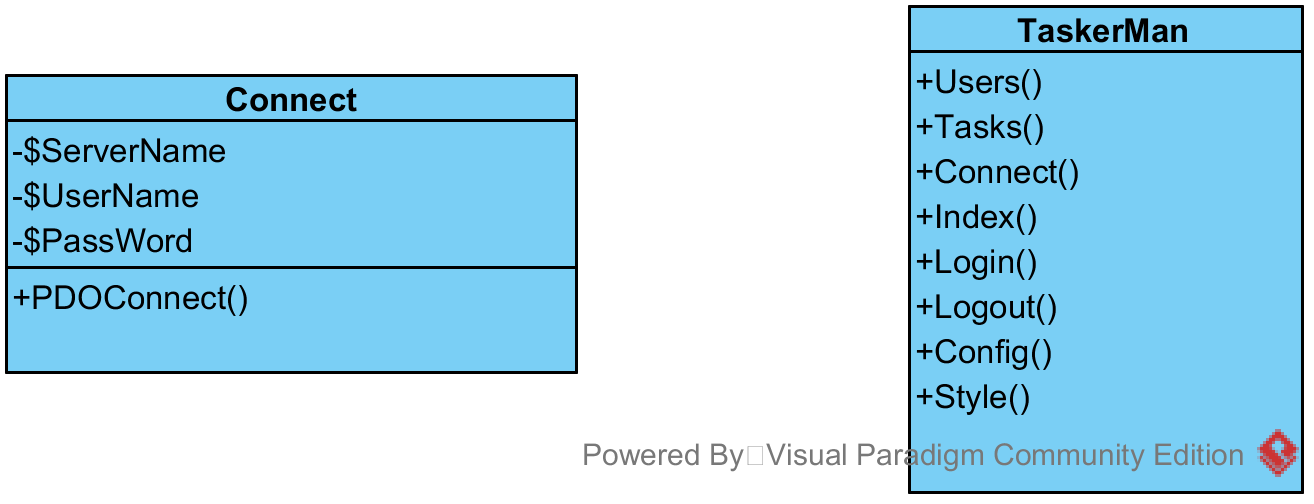 Connect
-$ServerName
-$UserName
-$PassWord
+PDOConnect()
TaskerMan
+Users()
+Tasks()
+Connect()
+Index()
+Login()
+Logout()
+Config()
+Style()
Powered By Visual Paradigm Community Edition